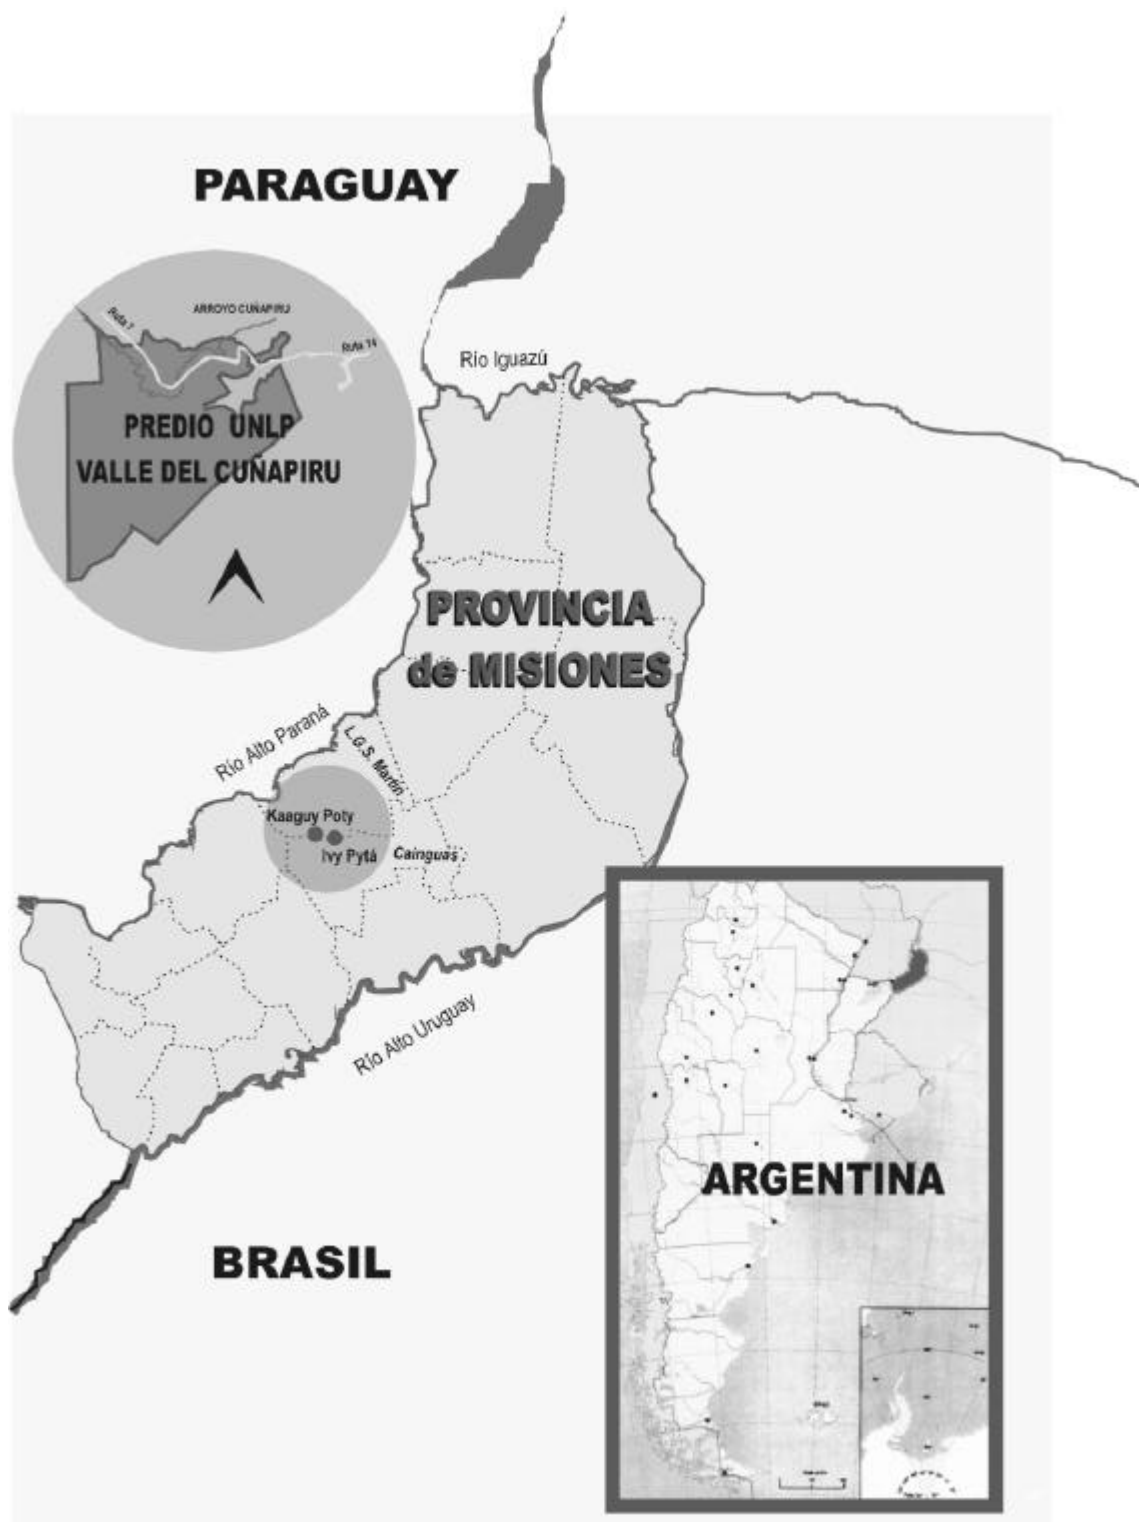 PARAGUAY
ARROYO CUÑAPIRU
Ruta 7
Ruta 14
Río Iguazú
PREDIO UNLP
VALLE DEL CUÑAPIRU
PROVINCIA
de MISIONES
Río Alto Paraná
L.G.S. Martín
Kaaguy Poty
Ivy Pytá
Cainguas
Río Alto Uruguay
ARGENTINA
BRASIL